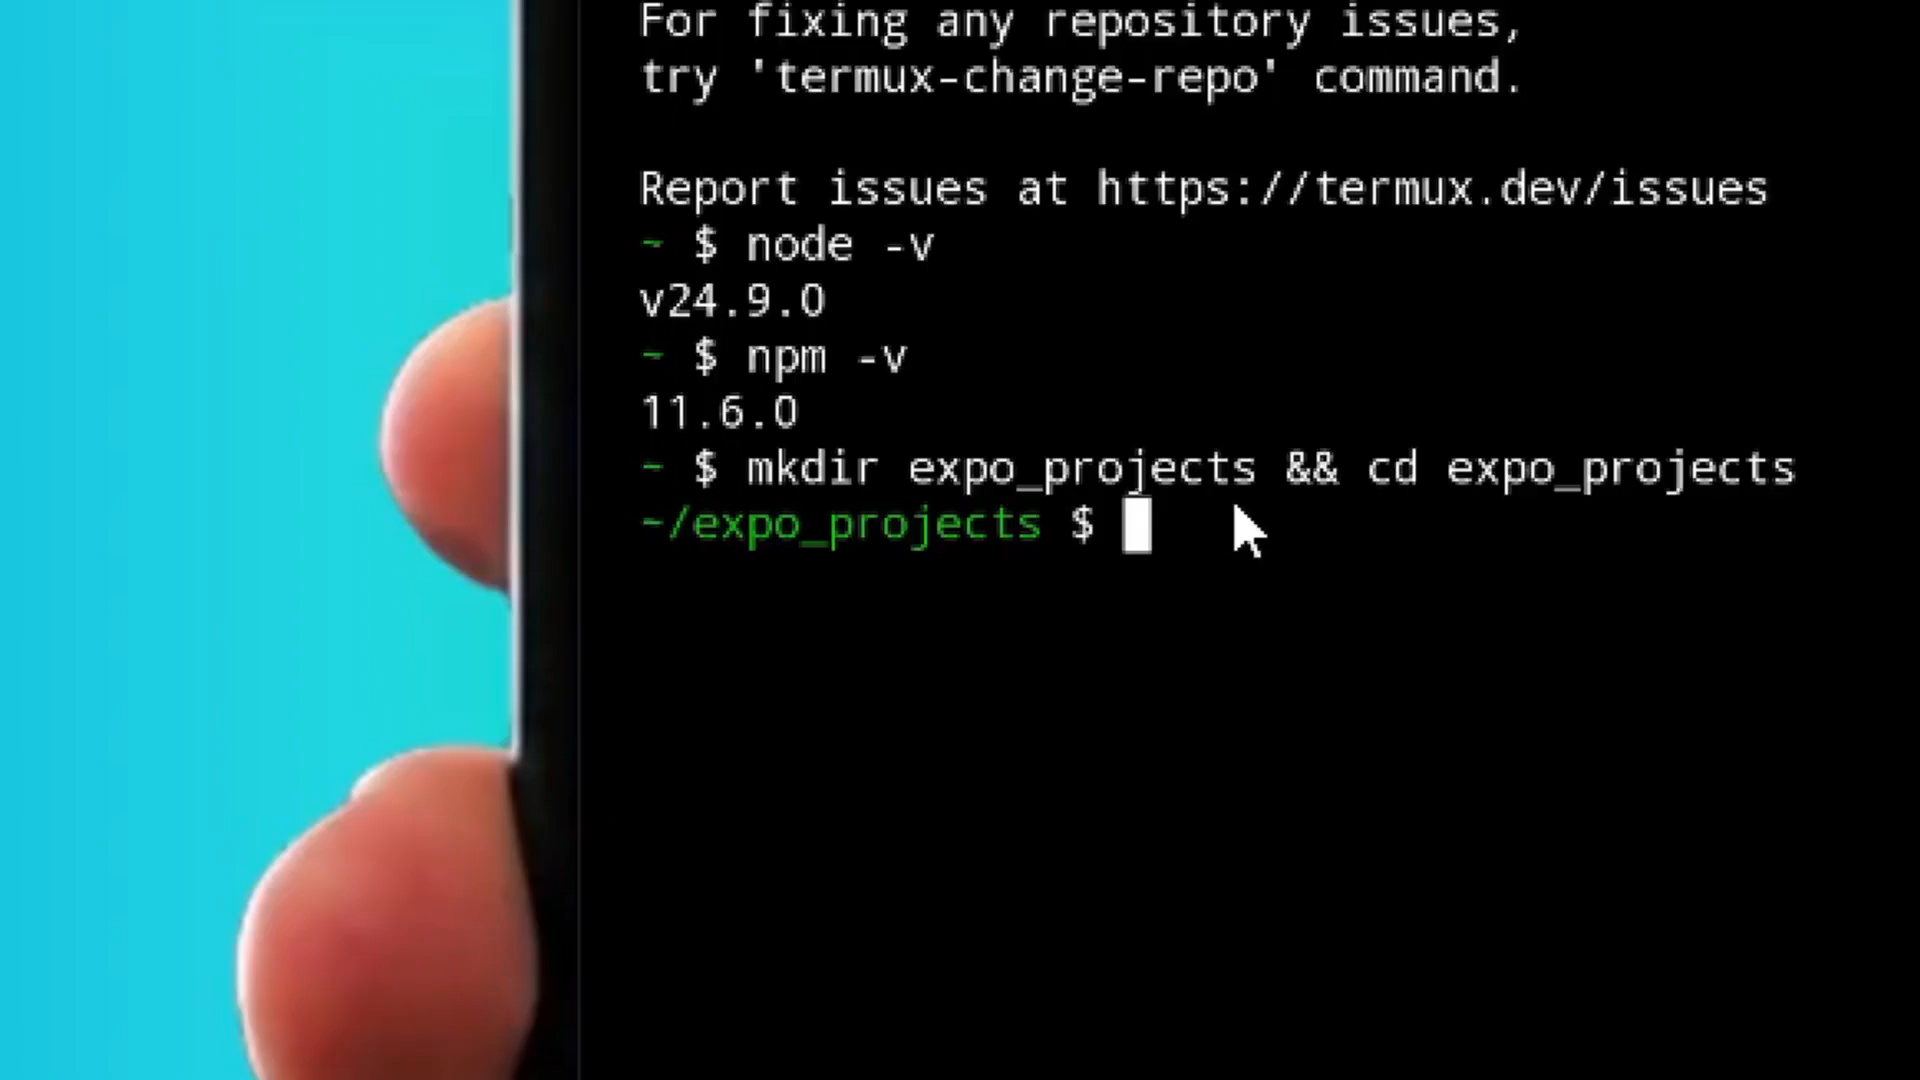 For fixing any repository issues,
try 'termux-change-repo' command.
Report issues at https://termux.dev/issues
~ $ node -v
v24.9.0
~ $ npm -v
11.6.0
~ $ mkdir expo_projects && cd expo_projects
~/expo_projects $